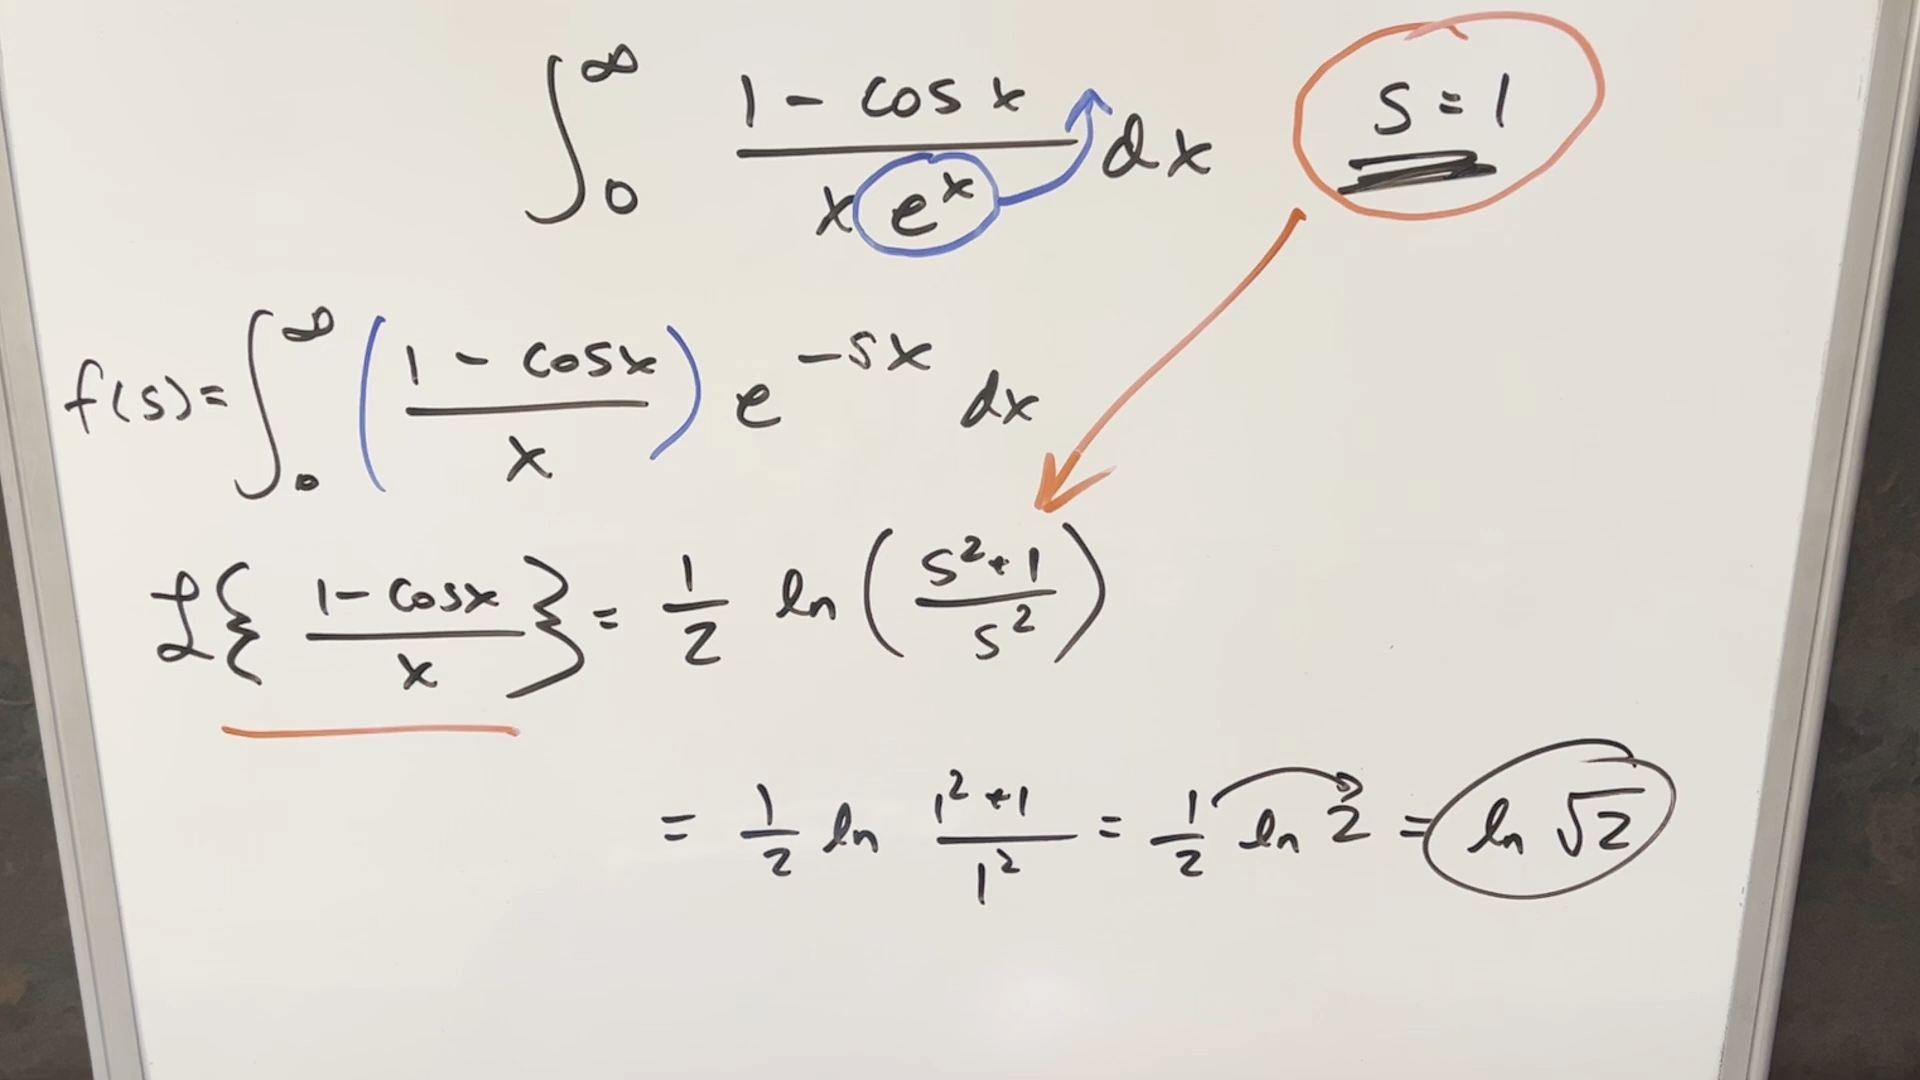 ∫₀^∞ (1 - cos x)/(x e^x) dx   s = 1
f(s) = ∫₀^∞ ((1 - cos x)/x) e^(-sx) dx
ℒ{(1 - cos x)/x} = 1/2 ln((s² + 1)/s²)
= 1/2 ln (1² + 1)/1² = 1/2 ln 2 = ln √2